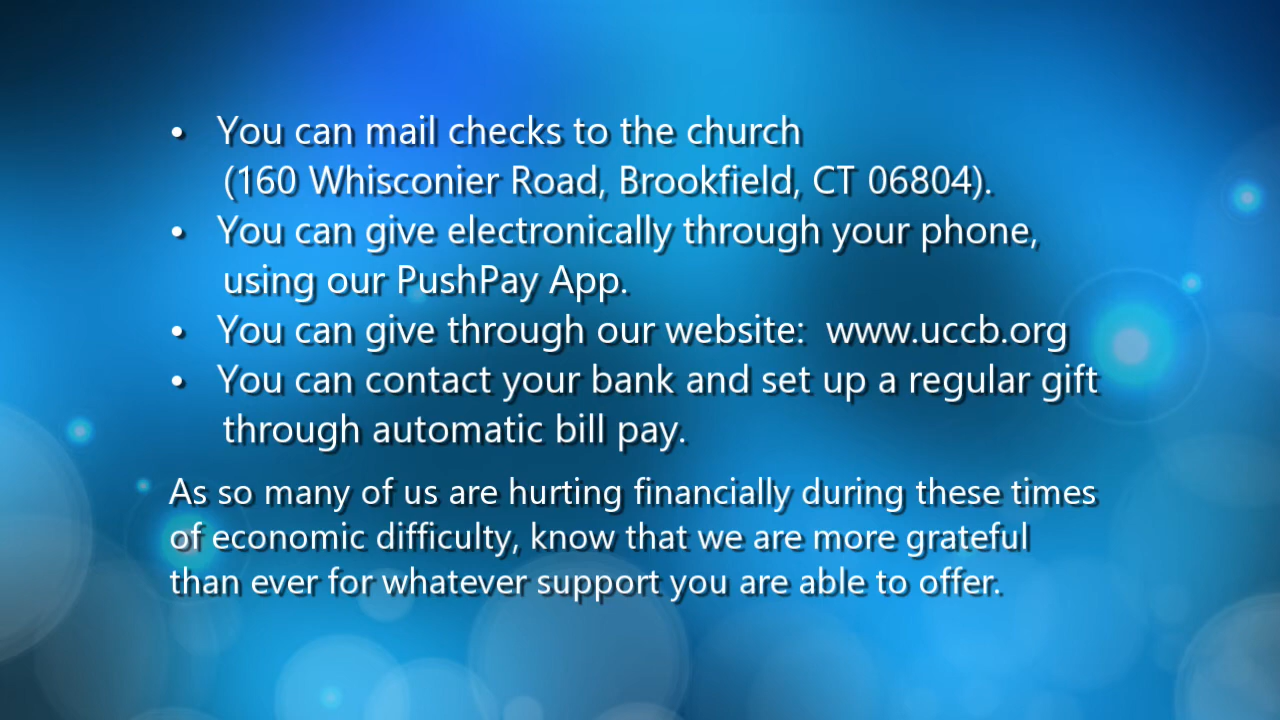 • You can mail checks to the church
(160 Whisconier Road, Brookfield, CT 06804).
• You can give electronically through your phone,
using our PushPay App.
• You can give through our website: www.uccb.org
• You can contact your bank and set up a regular gift
through automatic bill pay.
As so many of us are hurting financially during these times
of economic difficulty, know that we are more grateful
than ever for whatever support you are able to offer.